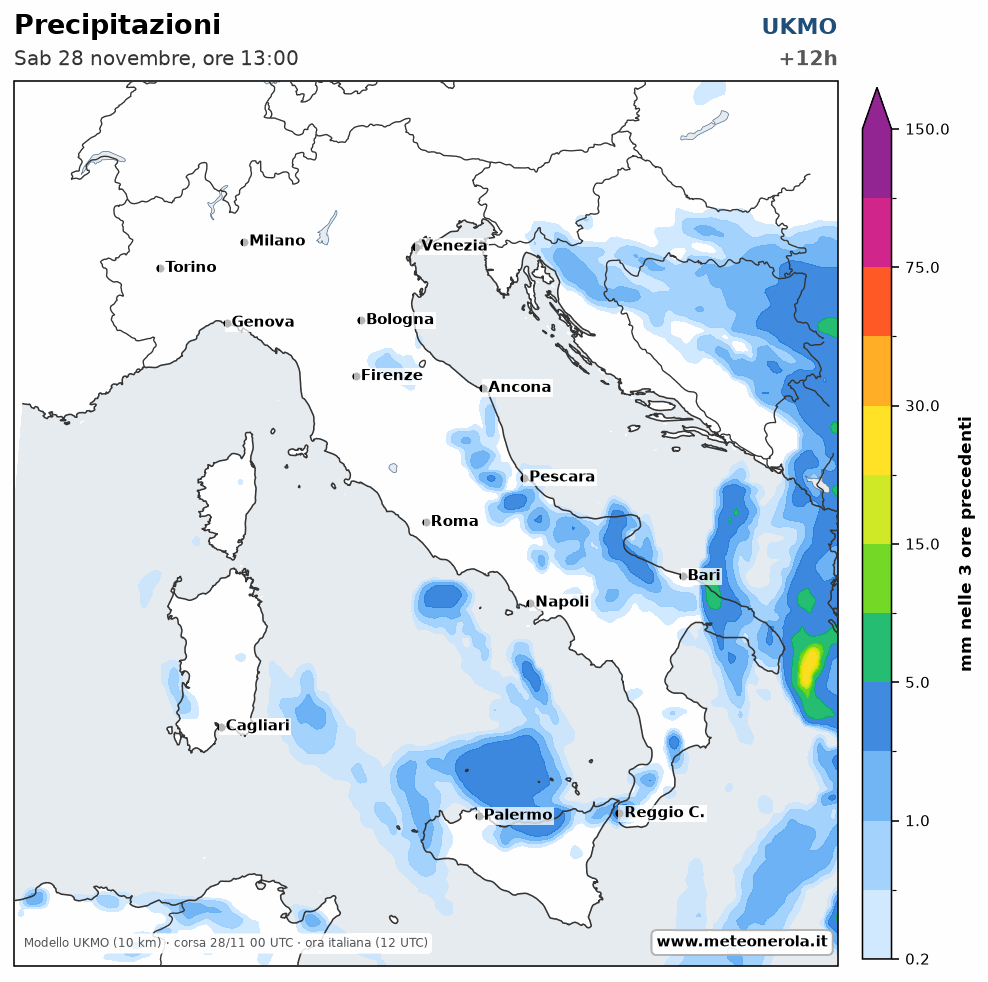 Precipitazioni
UKMO
Sab 28 novembre, ore 13:00
+12h
150.0
75.0
30.0
15.0
5.0
1.0
0.2
mm nelle 3 ore precedenti
Milano
Venezia
Torino
Genova
Bologna
Firenze
Ancona
Pescara
Roma
Bari
Napoli
Cagliari
Palermo
Reggio C.
Modello UKMO (10 km) · corsa 28/11 00 UTC · ora italiana (12 UTC)
www.meteonerola.it